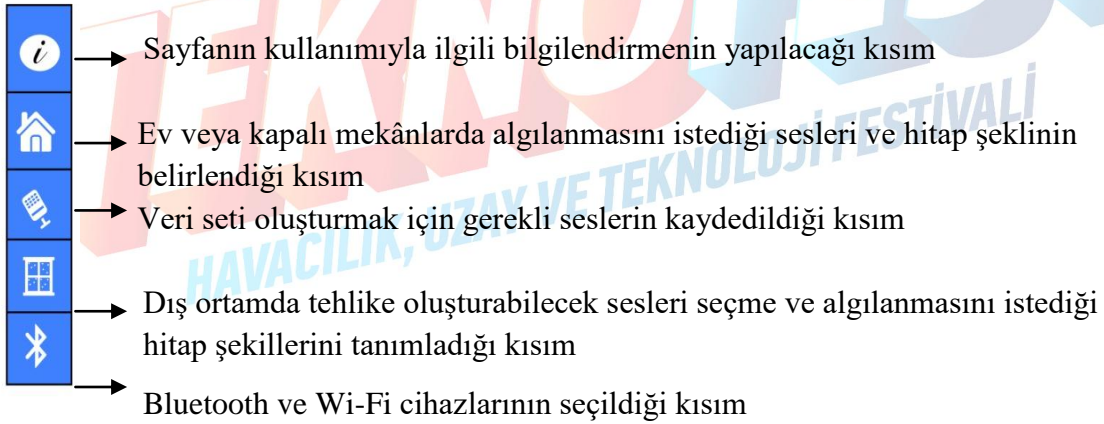 TEKNOFEST
HAVACILIK, UZAY VE TEKNOLOJİ FESTİVALİ
i
Sayfanın kullanımıyla ilgili bilgilendirmenin yapılacağı kısım
Ev veya kapalı mekânlarda algılanmasını istediği sesleri ve hitap şeklinin
belirlendiği kısım
Veri seti oluşturmak için gerekli seslerin kaydedildiği kısım
Dış ortamda tehlike oluşturabilecek sesleri seçme ve algılanmasını istediği
hitap şekillerini tanımladığı kısım
Bluetooth ve Wi-Fi cihazlarının seçildiği kısım